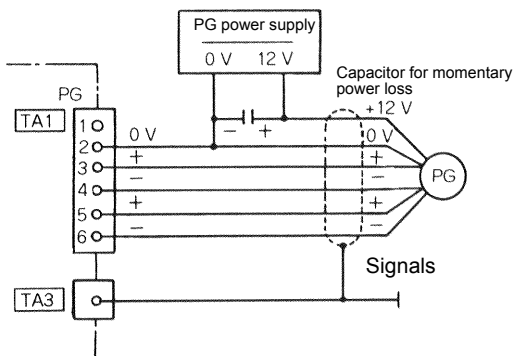 PG power supply
0 V 12 V
Capacitor for momentary
power loss
PG
+12 V
TA1
1
0 V
0 V
2
+
+
3
−
−
4
+
+
5
−
−
6
− +
PG
Signals
TA3